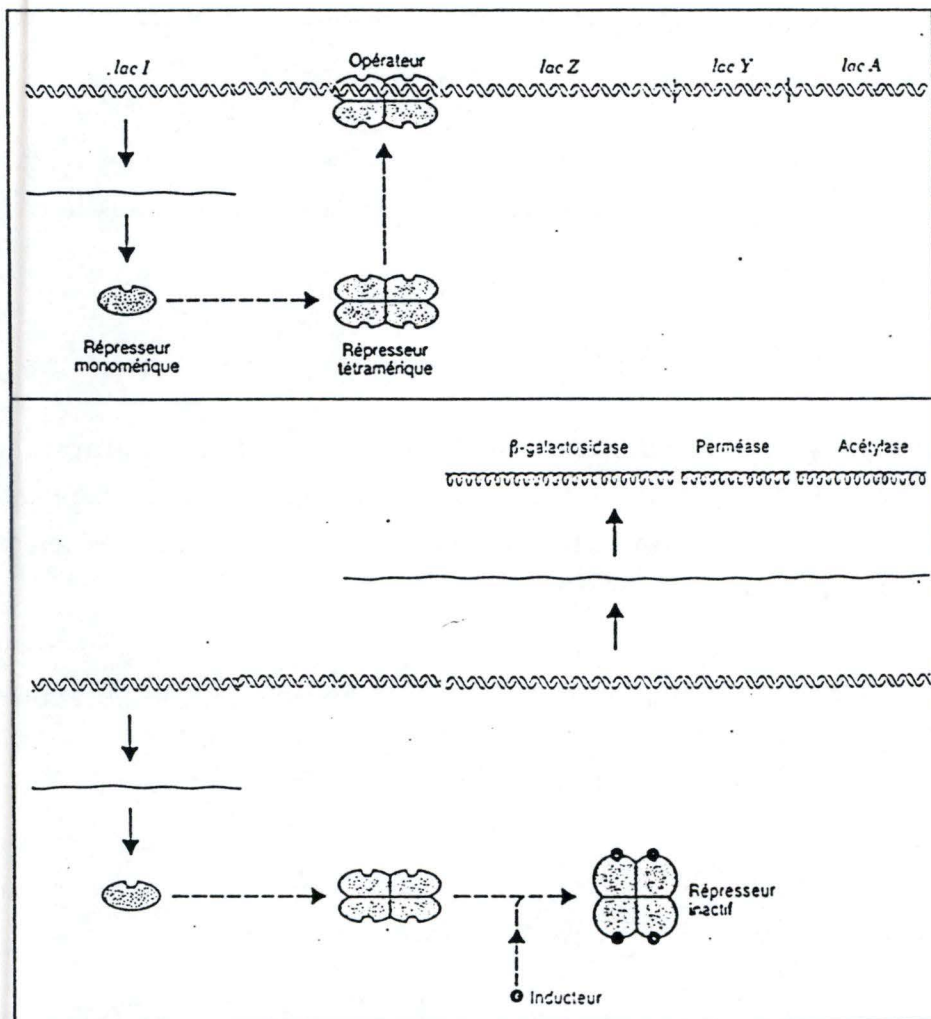 Opérateur
lac I
lac Z
lac Y
lac A
Répresseur
monomérique
Répresseur
tétramérique
β-galactosidase
Perméase
Acétylase
Répresseur
inactif
Inducteur